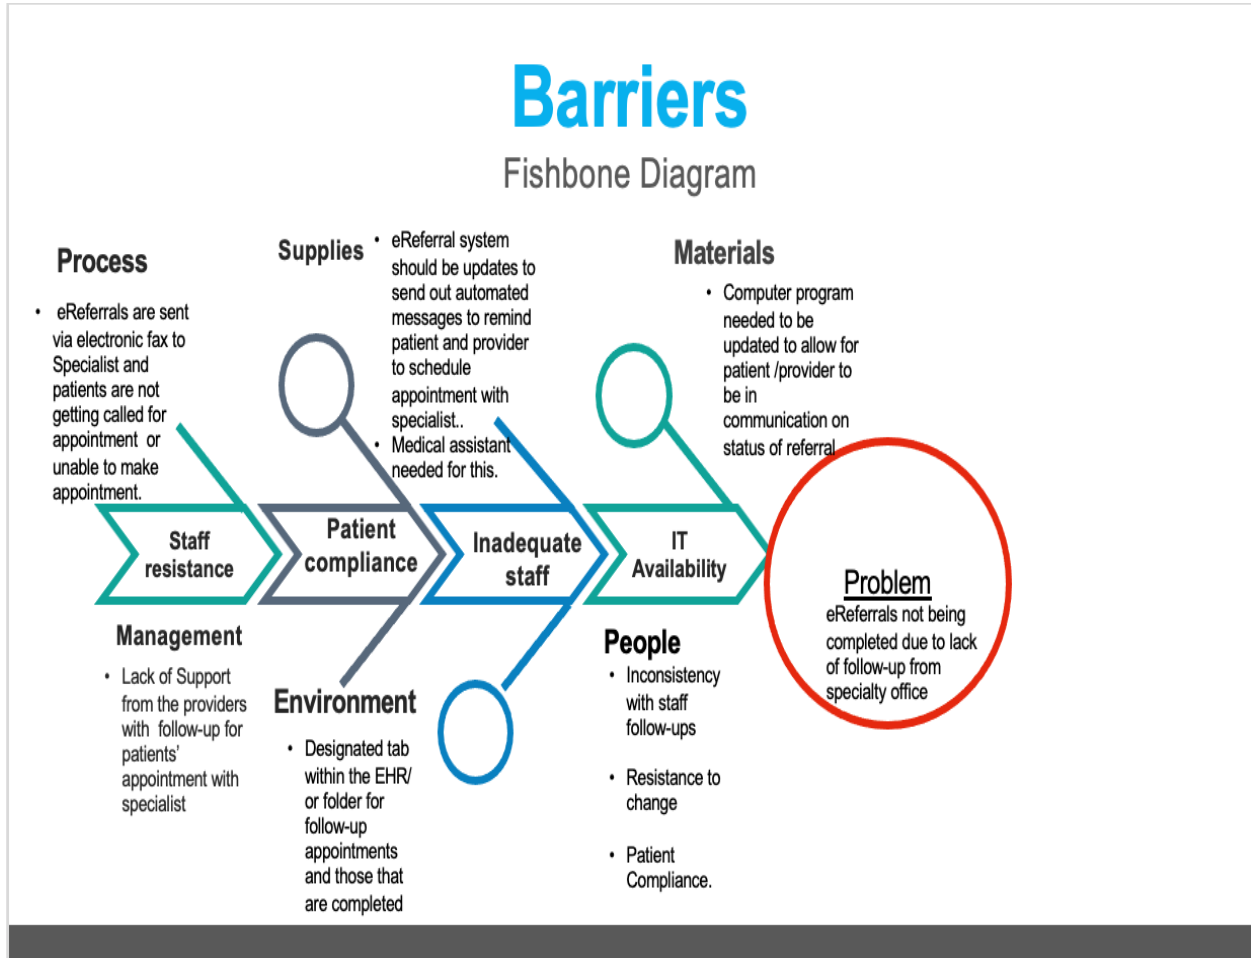 Barriers
Fishbone Diagram
Process
• eReferrals are sent
via electronic fax to
Specialist and
patients are not
getting called for
appointment or
unable to make
appointment.
Supplies
• eReferral system
should be updates to
send out automated
messages to remind
patient and provider
to schedule
appointment with
specialist..
• Medical assistant
needed for this.
Materials
• Computer program
needed to be
updated to allow for
patient /provider to
be in
communication on
status of referral
Staff
resistance
Patient
compliance
Inadequate
staff
IT
Availability
Problem
eReferrals not being
completed due to lack
of follow-up from
specialty office
Management
• Lack of Support
from the providers
with follow-up for
patients’
appointment with
specialist
Environment
• Designated tab
within the EHR/
or folder for
follow-up
appointments
and those that
are completed
People
• Inconsistency
with staff
follow-ups
• Resistance to
change
• Patient
Compliance.